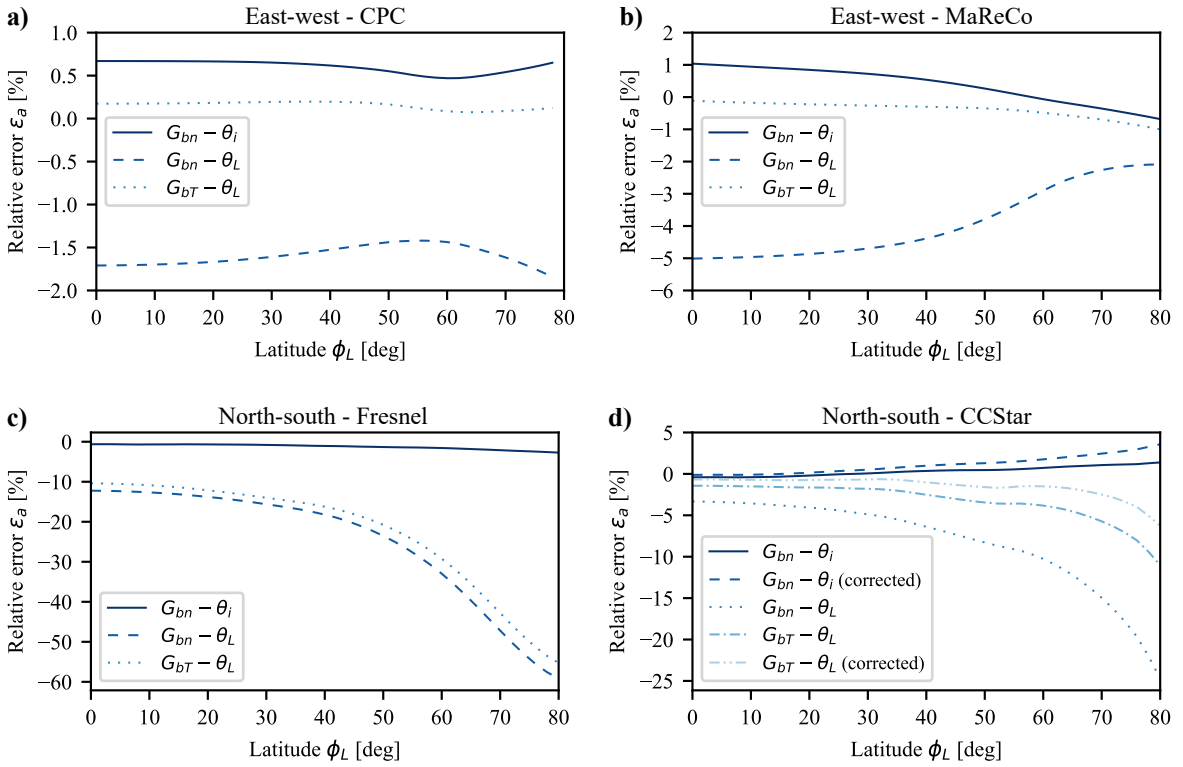 a)
East-west - CPC
Relative error εₐ [%]
1.0
0.5
0.0
−0.5
−1.0
−1.5
−2.0
G_bn − θ_i
G_bn − θ_L
G_bT − θ_L
0 10 20 30 40 50 60 70 80
Latitude ϕ_L [deg]
b)
East-west - MaReCo
Relative error εₐ [%]
2
1
0
−1
−2
−3
−4
−5
−6
G_bn − θ_i
G_bn − θ_L
G_bT − θ_L
0 10 20 30 40 50 60 70 80
Latitude ϕ_L [deg]
c)
North-south - Fresnel
Relative error εₐ [%]
0
−10
−20
−30
−40
−50
−60
G_bn − θ_i
G_bn − θ_L
G_bT − θ_L
0 10 20 30 40 50 60 70 80
Latitude ϕ_L [deg]
d)
North-south - CCStar
Relative error εₐ [%]
5
0
−5
−10
−15
−20
−25
G_bn − θ_i
G_bn − θ_i (corrected)
G_bn − θ_L
G_bT − θ_L
G_bT − θ_L (corrected)
0 10 20 30 40 50 60 70 80
Latitude ϕ_L [deg]